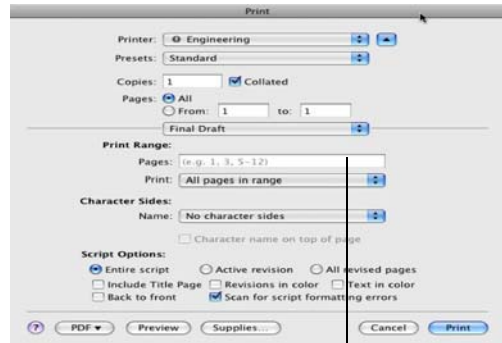 Print
Printer: Engineering
Presets: Standard
Copies: 1 Collated
Pages: All
From: 1 to: 1
Final Draft
Print Range:
Pages: (e.g. 1, 3, 5-12)
Print: All pages in range
Character Sides:
Name: No character sides
Character name on top of page
Script Options:
Entire script Active revision All revised pages
Include Title Page Revisions in color Text in color
Back to front Scan for script formatting errors
? PDF Preview Supplies... Cancel Print